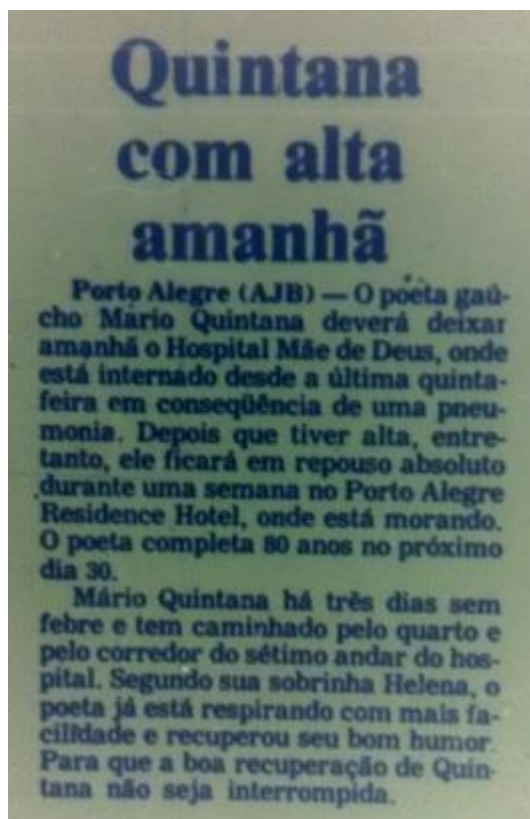 Quintana
com alta
amanhã
Porto Alegre (AJB) — O poeta gaú-
cho Mário Quintana deverá deixar
amanhã o Hospital Mãe de Deus, onde
está internado desde a última quinta-
feira em conseqüência de uma pneu-
monia. Depois que tiver alta, entre-
tanto, ele ficará em repouso absoluto
durante uma semana no Porto Alegre
Residence Hotel, onde está morando.
O poeta completa 80 anos no próximo
dia 30.
Mário Quintana há três dias sem
febre e tem caminhado pelo quarto e
pelo corredor do sétimo andar do hos-
pital. Segundo sua sobrinha Helena, o
poeta já está respirando com mais fa-
cilidade e recuperou seu bom humor.
Para que a boa recuperação de Quin-
tana não seja interrompida.